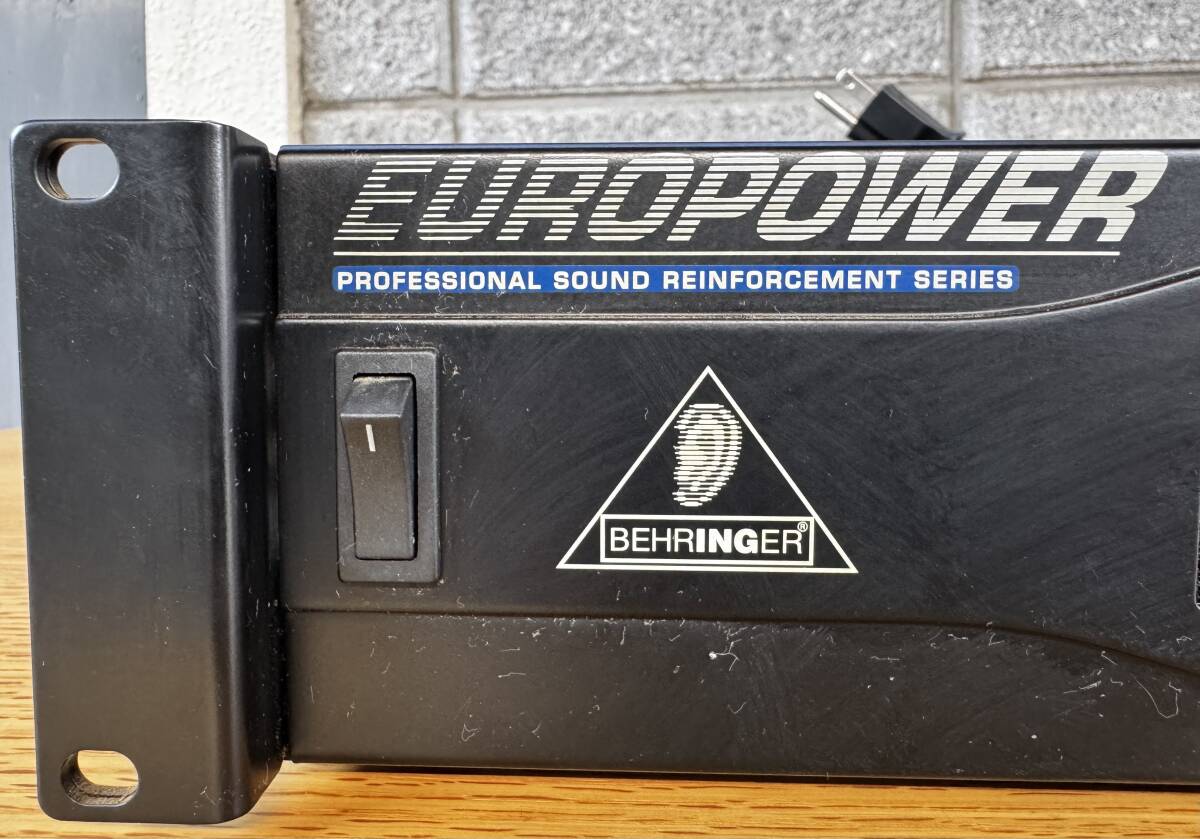 EUROPOWER
PROFESSIONAL SOUND REINFORCEMENT SERIES
BEHRINGER®